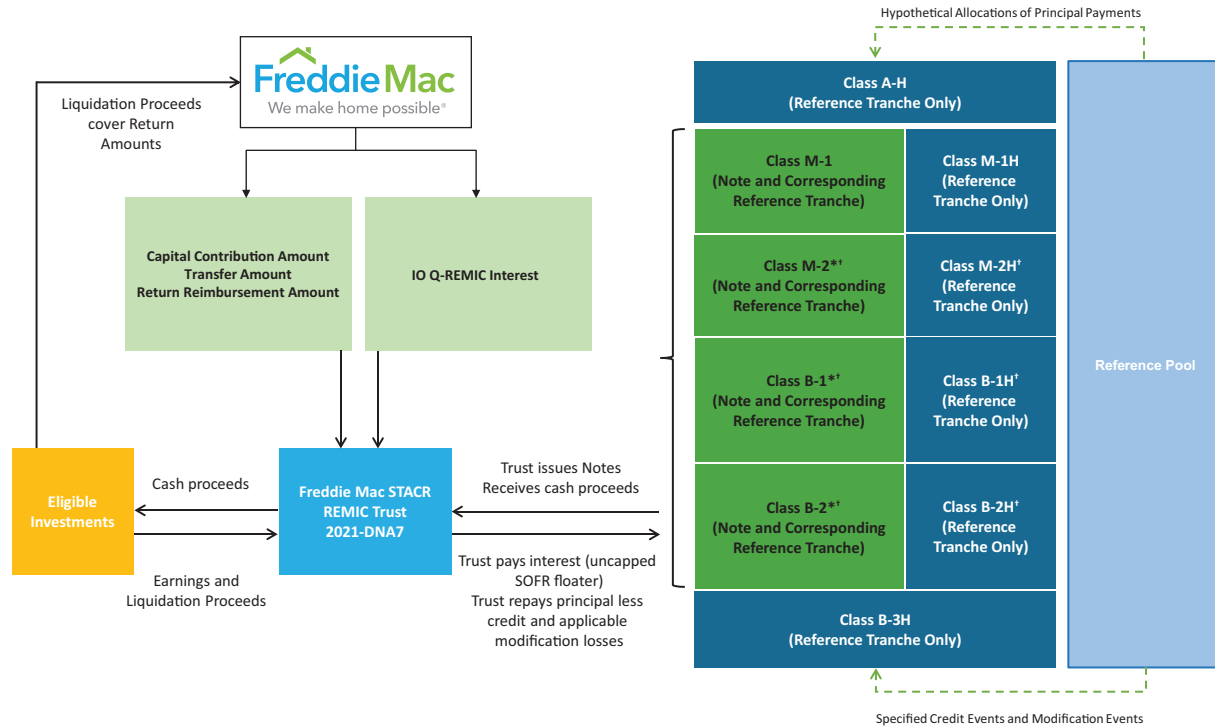 Hypothetical Allocations of Principal Payments
Freddie Mac
We make home possible®
Liquidation Proceeds
cover Return
Amounts
Capital Contribution Amount
Transfer Amount
Return Reimbursement Amount
IO Q-REMIC Interest
Eligible
Investments
Cash proceeds
Earnings and
Liquidation Proceeds
Freddie Mac STACR
REMIC Trust
2021-DNA7
Trust issues Notes
Receives cash proceeds
Trust pays interest (uncapped
SOFR floater)
Trust repays principal less
credit and applicable
modification losses
Class A-H
(Reference Tranche Only)
Class M-1
(Note and Corresponding
Reference Tranche)
Class M-1H
(Reference
Tranche Only)
Class M-2*†
(Note and Corresponding
Reference Tranche)
Class M-2H†
(Reference
Tranche Only)
Class B-1*†
(Note and Corresponding
Reference Tranche)
Class B-1H†
(Reference
Tranche Only)
Class B-2*†
(Note and Corresponding
Reference Tranche)
Class B-2H†
(Reference
Tranche Only)
Class B-3H
(Reference Tranche Only)
Reference Pool
Specified Credit Events and Modification Events